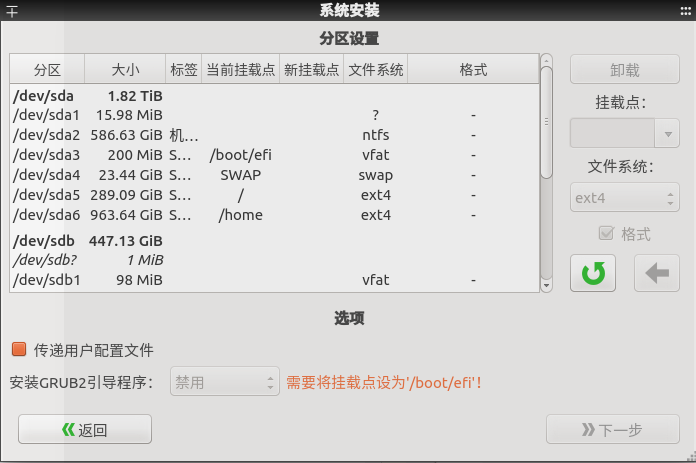 系统安装
分区设置
分区 大小 标签 当前挂载点 新挂载点 文件系统 格式
/dev/sda 1.82 TiB
/dev/sda1 15.98 MiB ? -
/dev/sda2 586.63 GiB 机... ntfs -
/dev/sda3 200 MiB S... /boot/efi vfat -
/dev/sda4 23.44 GiB S... SWAP swap -
/dev/sda5 289.09 GiB S... / ext4 -
/dev/sda6 963.64 GiB S... /home ext4 -
/dev/sdb 447.13 GiB
/dev/sdb? 1 MiB
/dev/sdb1 98 MiB vfat -
卸载
挂载点：
文件系统：
ext4
格式
选项
传递用户配置文件
安装GRUB2引导程序： 禁用 需要将挂载点设为'/boot/efi'！
返回 下一步